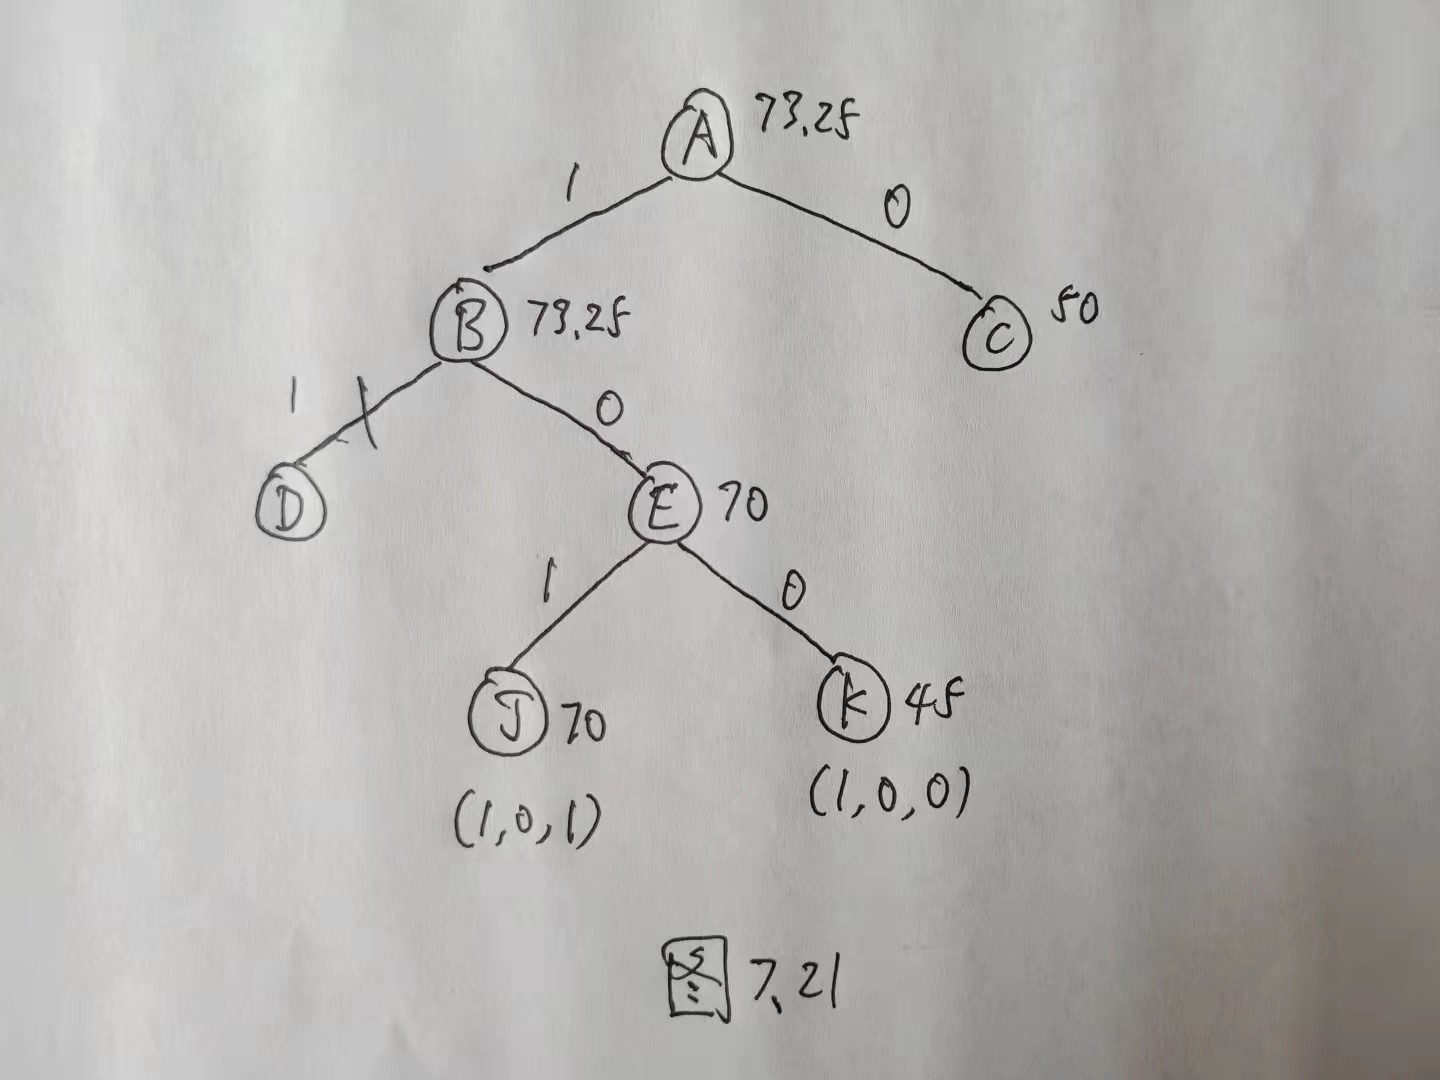 A 73.25
1 0
B 73.25
C 50
1 0
D
E 70
1 0
J 70
K 45
(1,0,1)
(1,0,0)
图 7.21